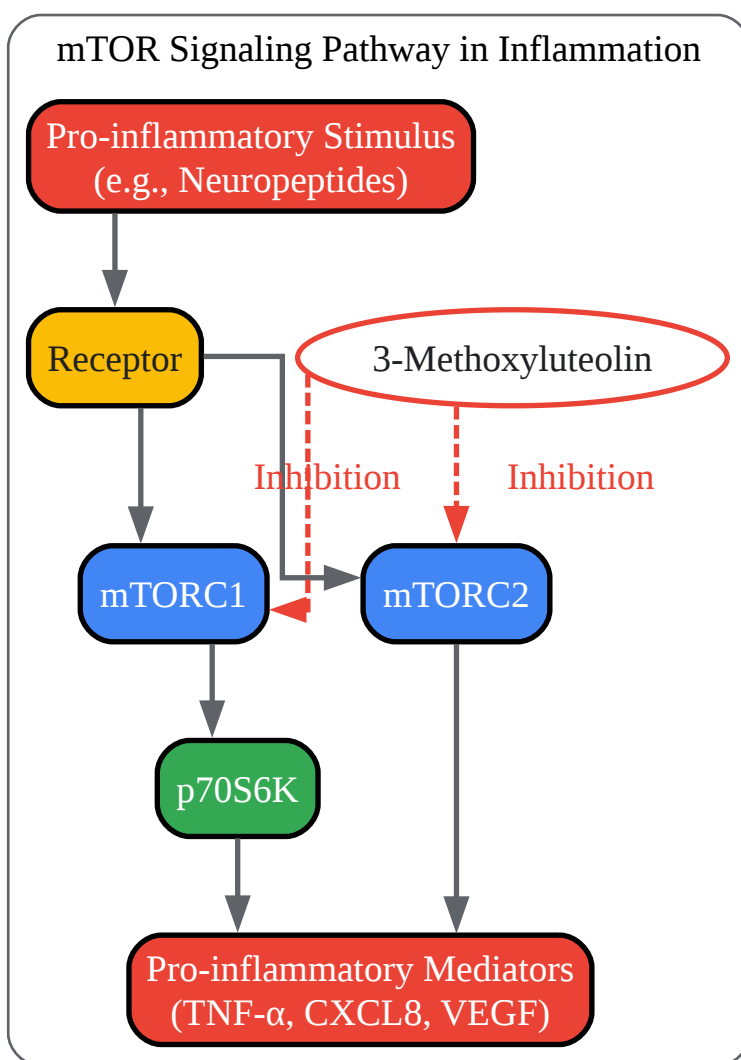 mTOR Signaling Pathway in Inflammation
Pro-inflammatory Stimulus
(e.g., Neuropeptides)
Receptor
3-Methoxyluteolin
Inhibition
Inhibition
mTORC1
mTORC2
p70S6K
Pro-inflammatory Mediators
(TNF-α, CXCL8, VEGF)